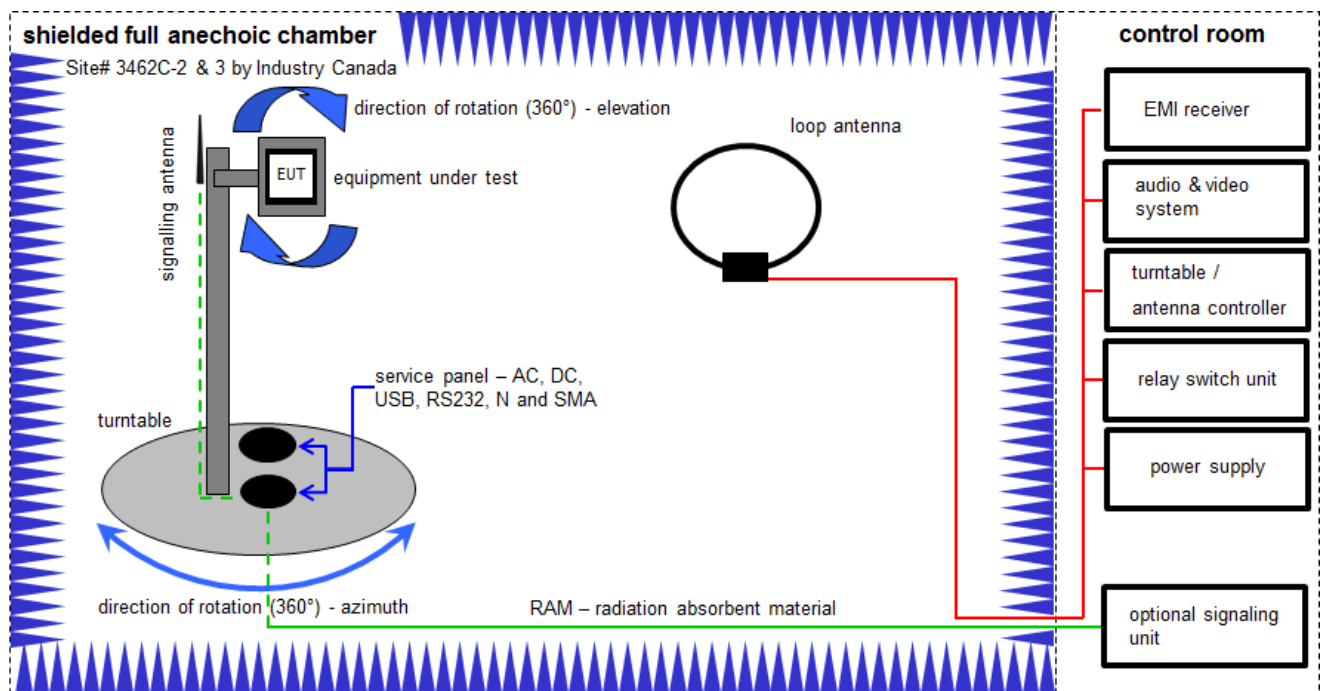 shielded full anechoic chamber
Site# 3462C-2 & 3 by Industry Canada
direction of rotation (360°) - elevation
signalling antenna
EUT
equipment under test
loop antenna
service panel – AC, DC,
USB, RS232, N and SMA
turntable
direction of rotation (360°) - azimuth
RAM – radiation absorbent material
control room
EMI receiver
audio & video
system
turntable /
antenna controller
relay switch unit
power supply
optional signaling
unit